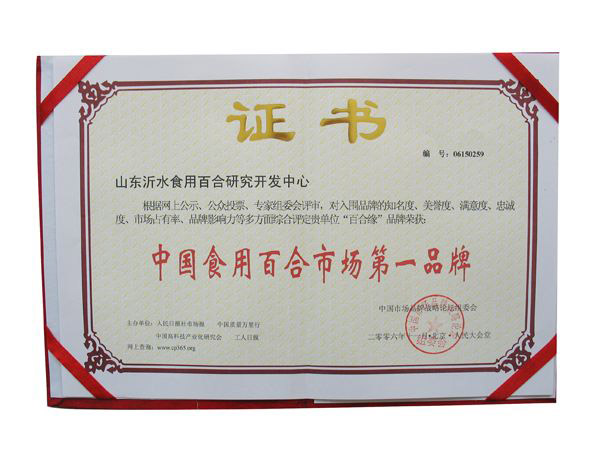 证书
编 号：06150259
山东沂水食用百合研究开发中心
根据网上公示、公众投票、专家组委会评审，对入围品牌的知名度、美誉度、满意度、忠诚
度、市场占有率、品牌影响力等多方面综合评定贵单位“百合缘”品牌荣获：
中国食用百合市场第一品牌
中国市场品牌战略论坛组委会
主办单位：人民日报社市场报 中国质量万里行
中国高科技产业化研究会 工人日报
二零零六年十一月·北京·人民大会堂
网上查询：www.cp365.org